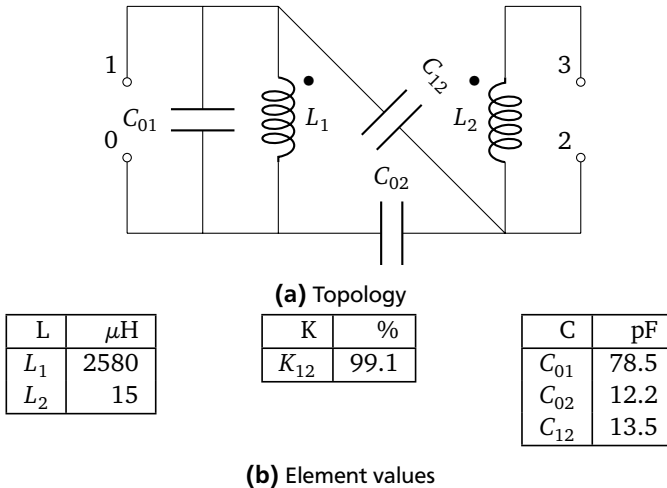 1
3
C12
C01
L1
L2
0
2
C02
(a) Topology
L μH
L1 2580
L2 15
K %
K12 99.1
C pF
C01 78.5
C02 12.2
C12 13.5
(b) Element values